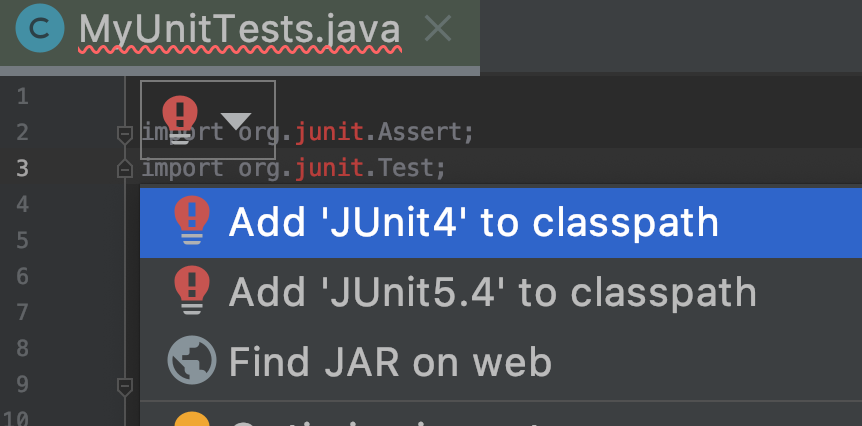 C MyUnitTests.java
1
2 import org.junit.Assert;
3 import org.junit.Test;
4 Add 'JUnit4' to classpath
5
6 Add 'JUnit5.4' to classpath
7
8 Find JAR on web
9
10